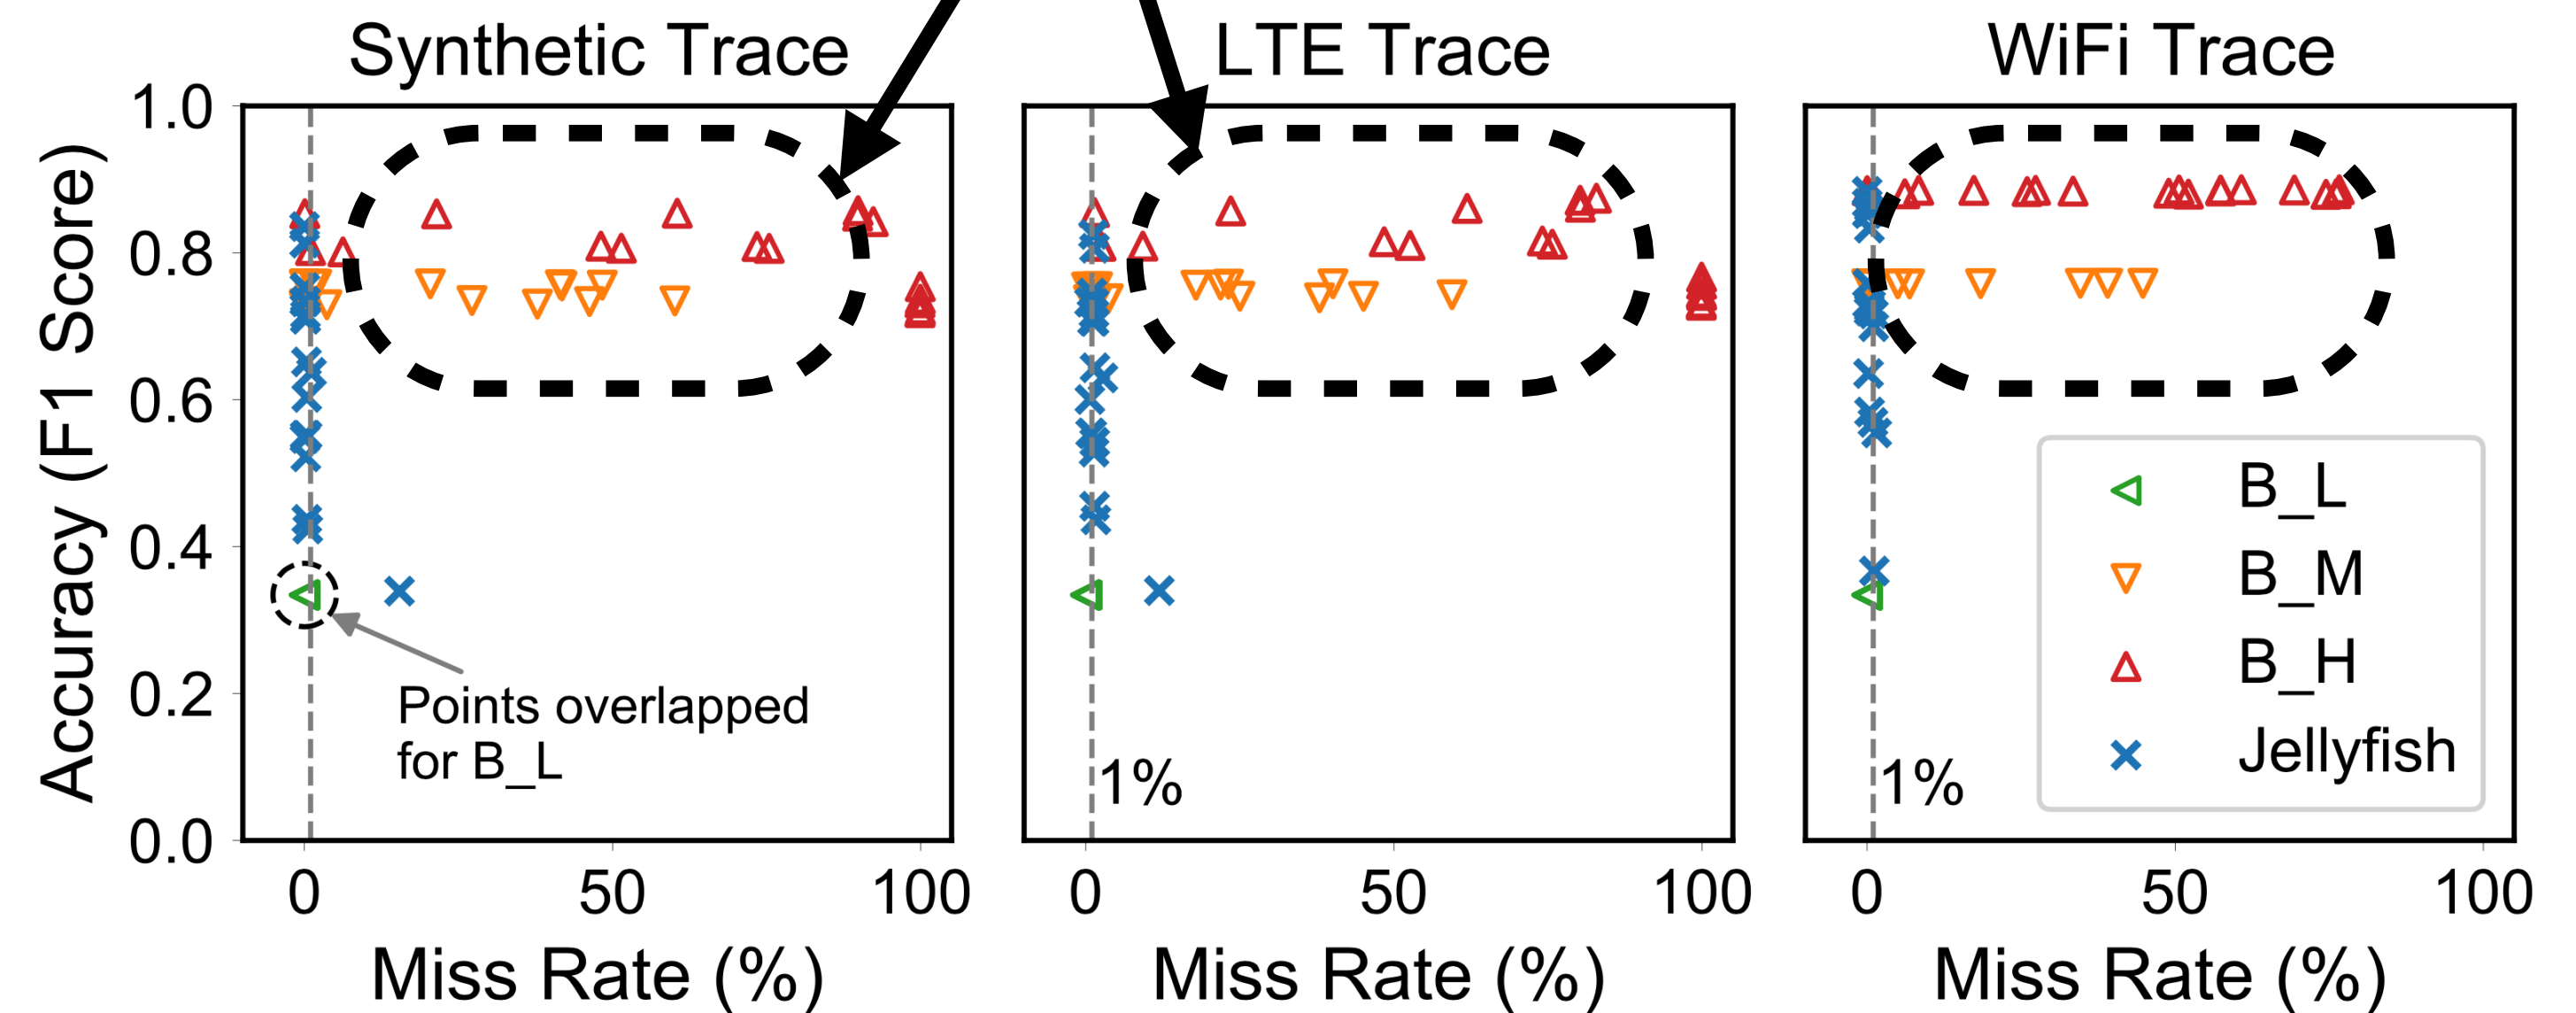 Synthetic Trace
LTE Trace
WiFi Trace
Accuracy (F1 Score)
1.0
0.8
0.6
0.4
0.2
0.0
Points overlapped
for B_L
1%
1%
B_L
B_M
B_H
Jellyfish
0 50 100
0 50 100
0 50 100
Miss Rate (%)
Miss Rate (%)
Miss Rate (%)